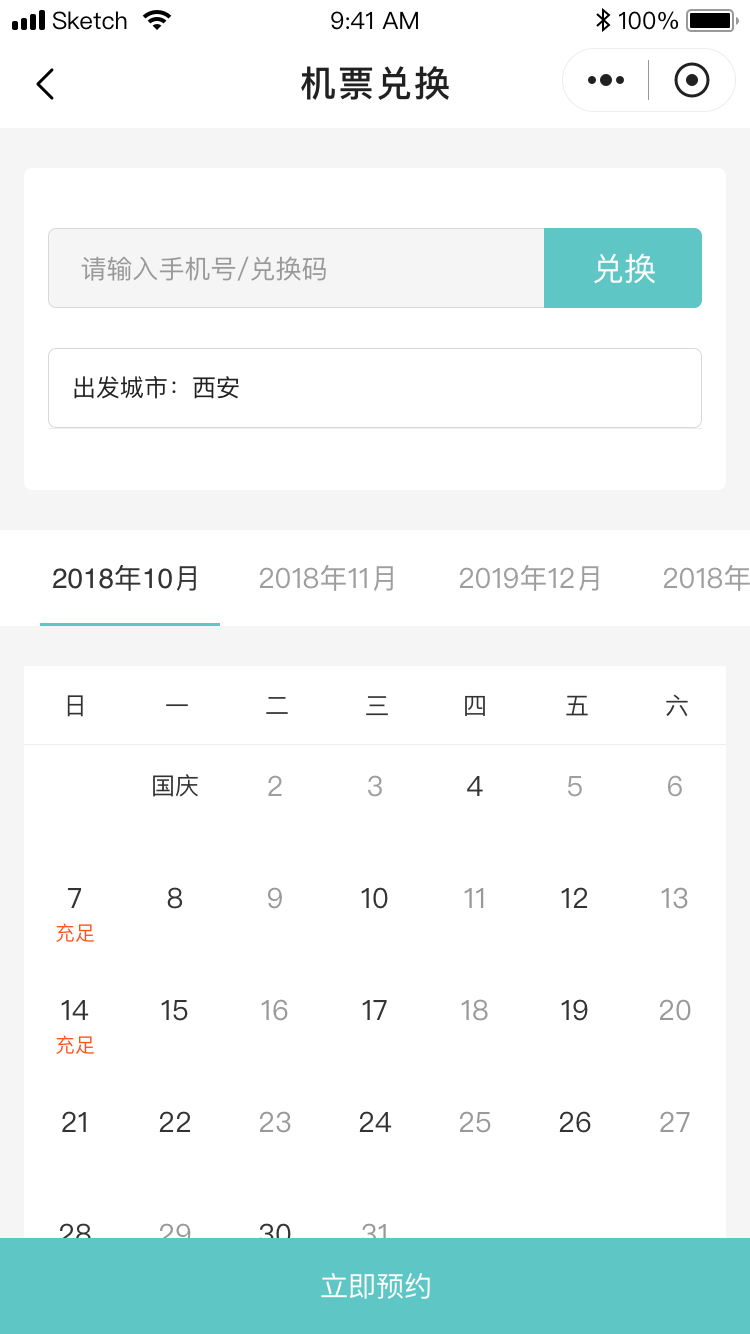 Sketch 9:41 AM 100%
机票兑换
请输入手机号/兑换码 兑换
出发城市：西安
2018年10月 2018年11月 2019年12月 2018年
日 一 二 三 四 五 六
国庆 2 3 4 5 6
7 8 9 10 11 12 13
充足
14 15 16 17 18 19 20
充足
21 22 23 24 25 26 27
28 29 30 31
立即预约